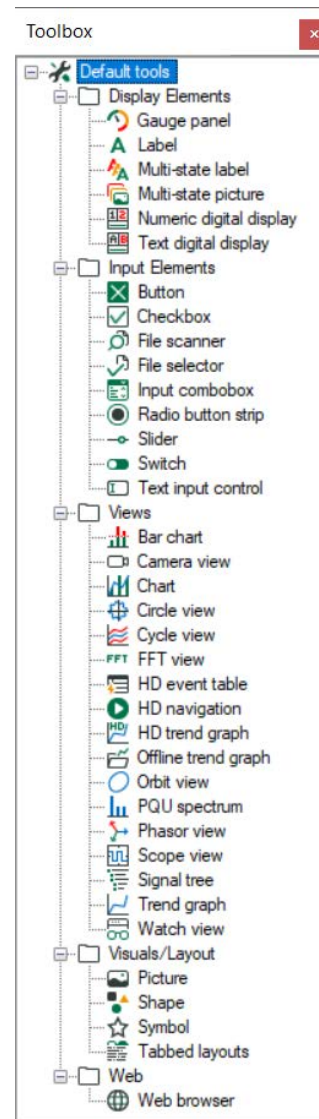 Toolbox
Default tools
Display Elements
Gauge panel
A Label
Multi-state label
Multi-state picture
12 Numeric digital display
AB Text digital display
Input Elements
Button
Checkbox
File scanner
File selector
Input combobox
Radio button strip
Slider
Switch
Text input control
Views
Bar chart
Camera view
Chart
Circle view
Cycle view
FFT FFT view
HD event table
HD navigation
HD HD trend graph
Offline trend graph
Orbit view
PQU spectrum
Phasor view
Scope view
Signal tree
Trend graph
Watch view
Visuals/Layout
Picture
Shape
Symbol
Tabbed layouts
Web
Web browser